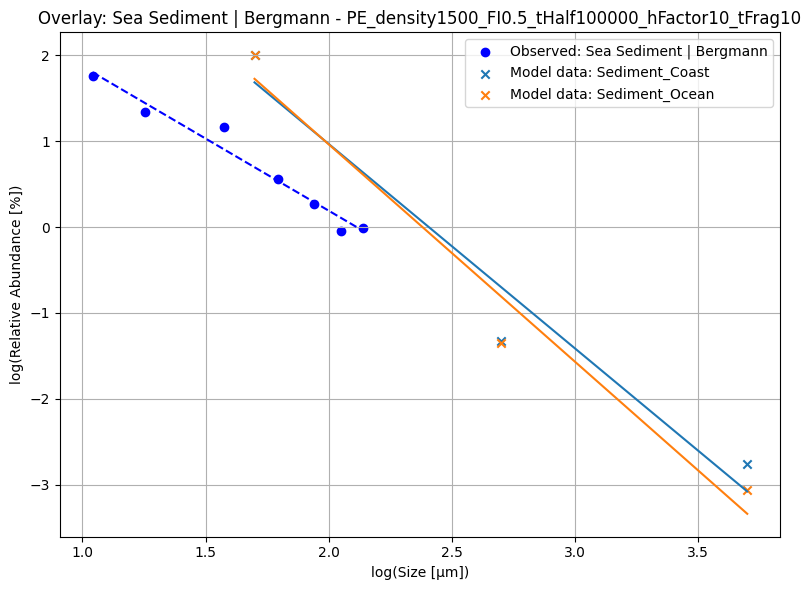 Overlay: Sea Sediment | Bergmann - PE_density1500_FI0.5_tHalf100000_hFactor10_tFrag10
Observed: Sea Sediment | Bergmann
Model data: Sediment_Coast
Model data: Sediment_Ocean
log(Relative Abundance [%])
2
1
0
−1
−2
−3
1.0 1.5 2.0 2.5 3.0 3.5
log(Size [μm])